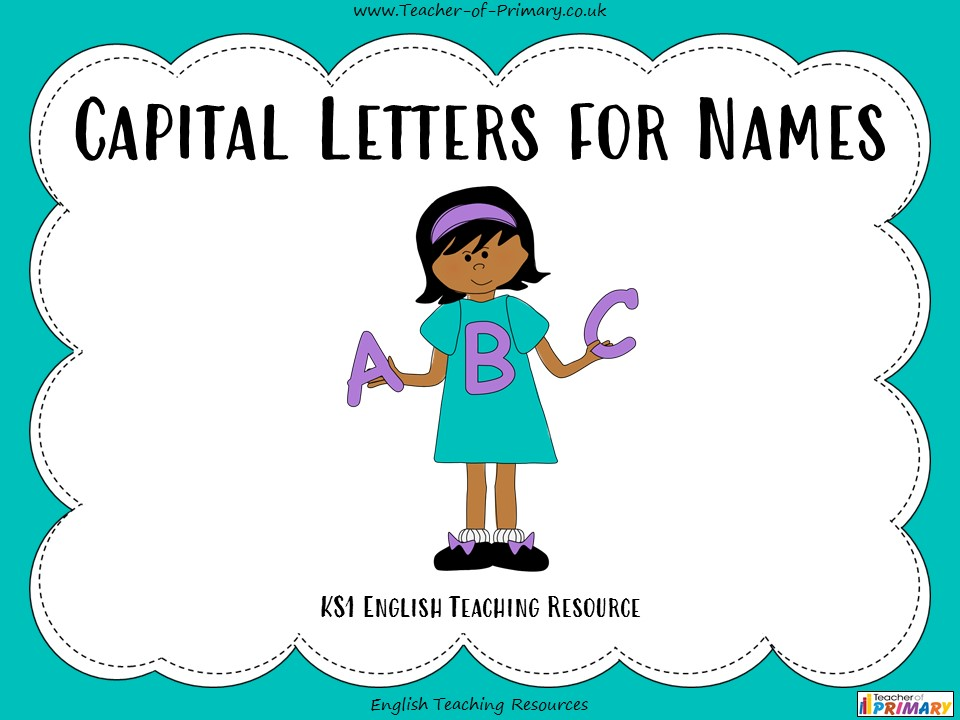 www.Teacher-of-Primary.co.uk
Capital Letters for Names
A B C
KS1 English Teaching Resource
English Teaching Resources
Teacher of
PRIMARY